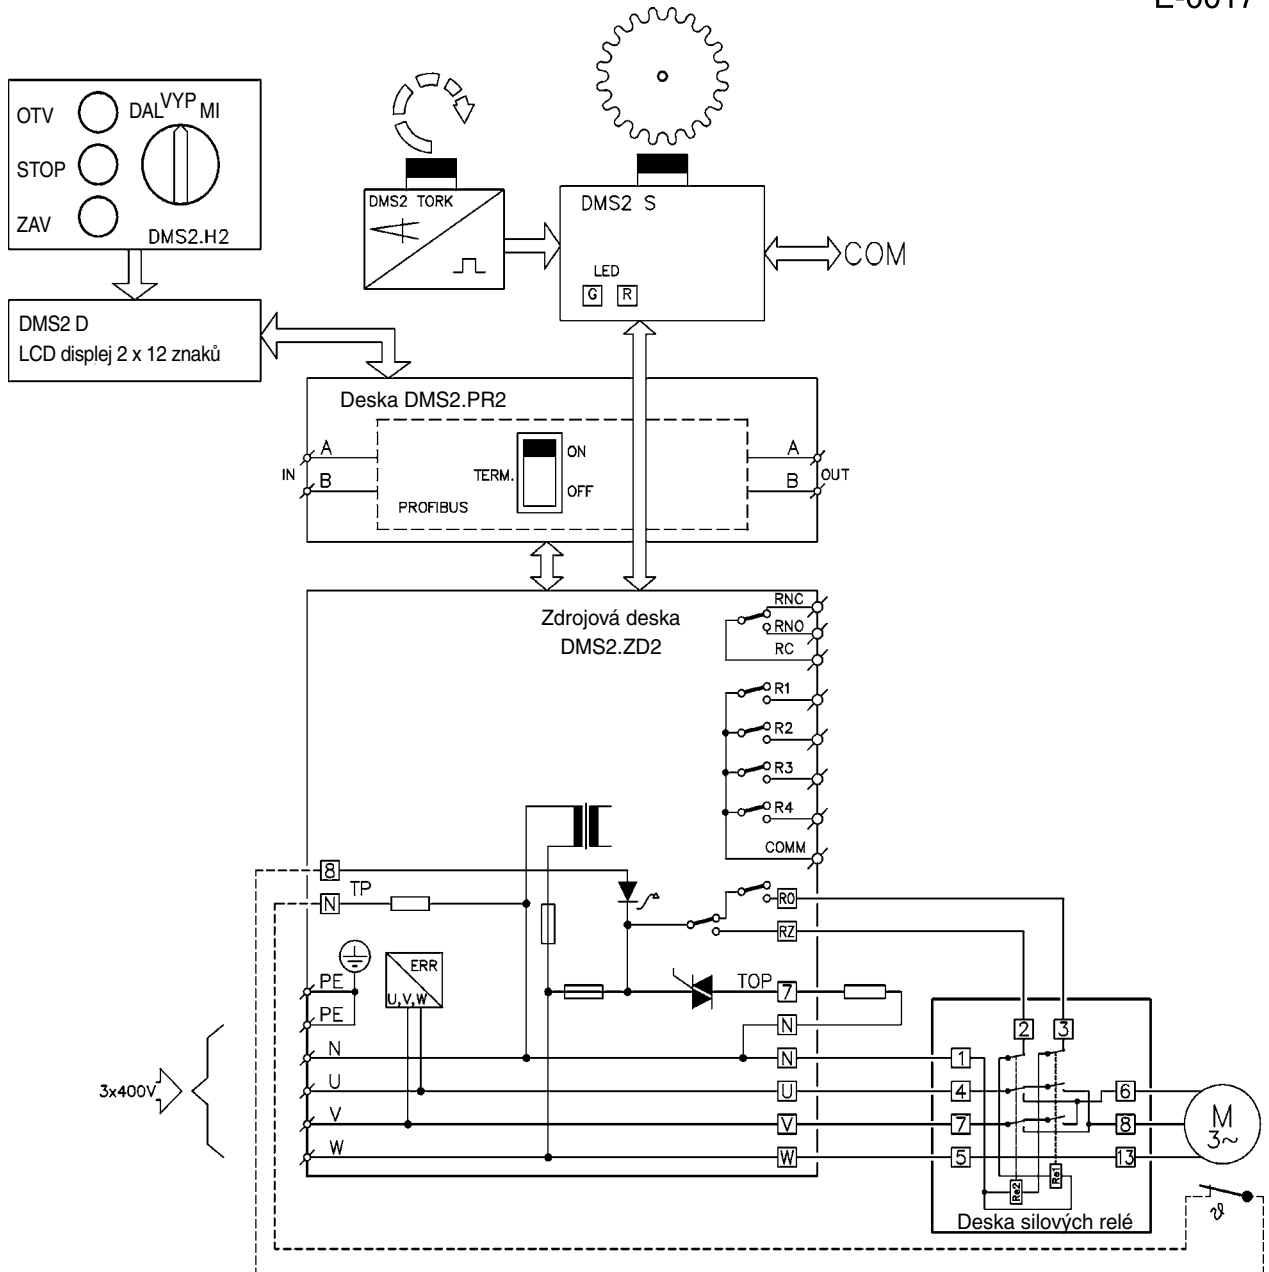 OTV
STOP
ZAV
DAL VYP MI
DMS2.H2
DMS2 TORK
DMS2 S
LED
G R
COM
DMS2 D
LCD displej 2 x 12 znaků
Deska DMS2.PR2
IN
A
B
TERM.
ON
OFF
PROFIBUS
A
B
OUT
Zdrojová deska
DMS2.ZD2
RNC
RNO
RC
R1
R2
R3
R4
COMM
8
TP
N
RO
RZ
ERR
U,V,W
TOP
7
N
PE
PE
N
U
V
W
3x400V
N
U
V
W
2
3
1
4
7
5
6
8
13
Re2
Re1
Deska silových relé
M
3~
ϑ